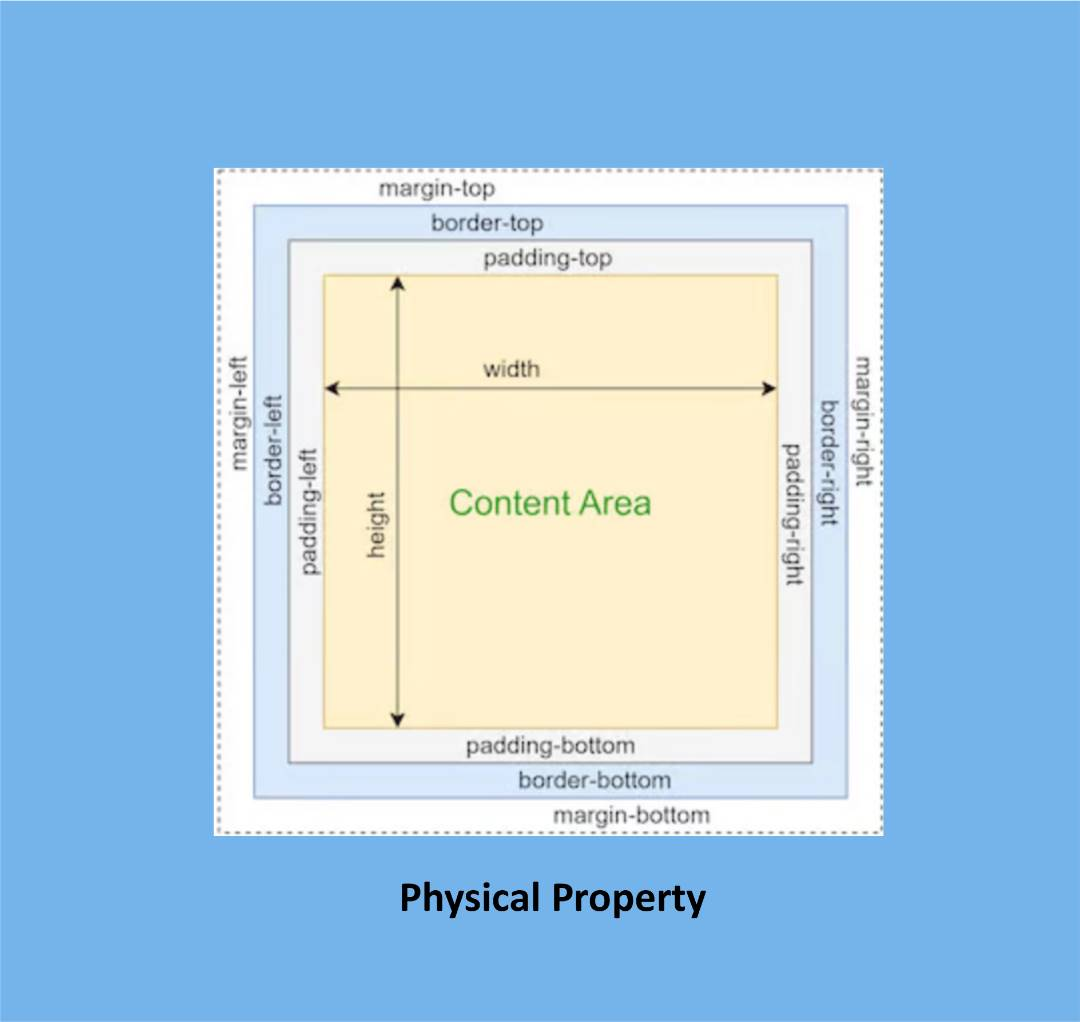 margin-top
border-top
padding-top
width
margin-left
border-left
padding-left
height
Content Area
padding-right
border-right
margin-right
padding-bottom
border-bottom
margin-bottom
Physical Property